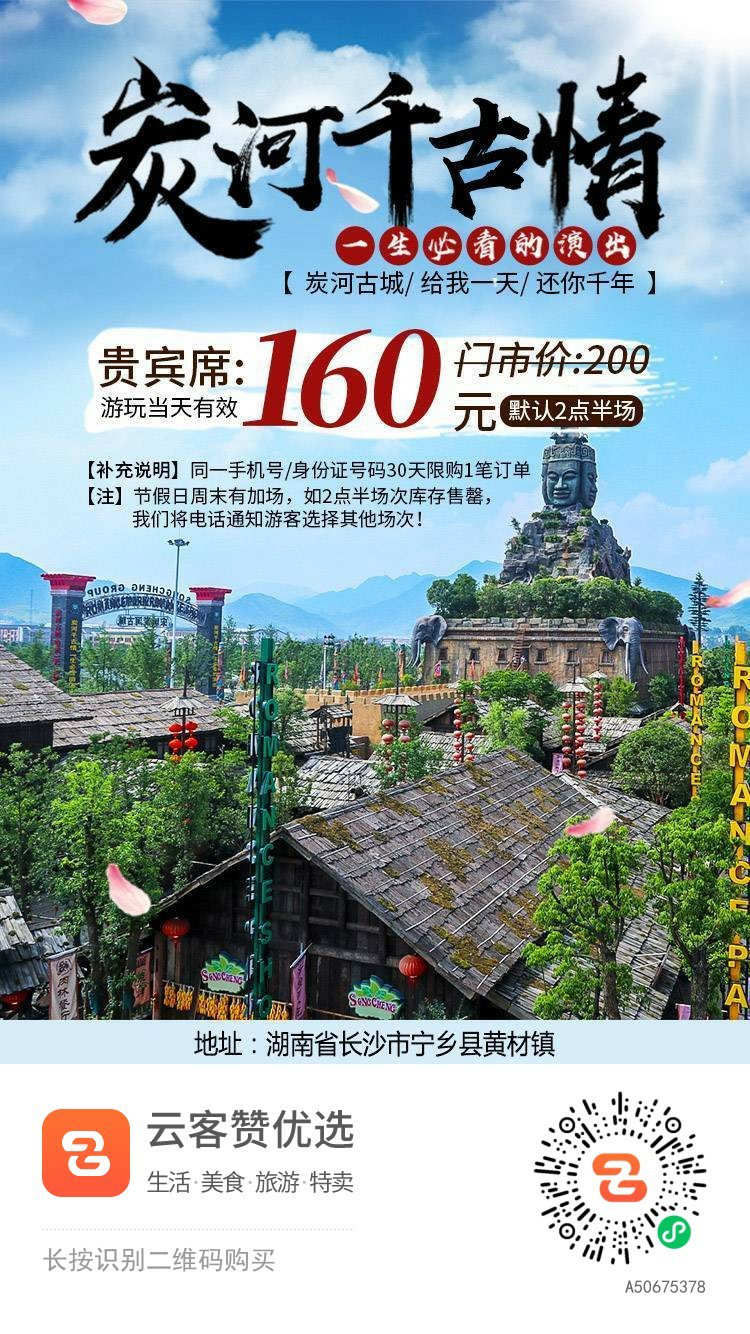 炭河千古情
一生必看的演出
【 炭河古城/ 给我一天/ 还你千年 】
贵宾席:160元
门市价:200
游玩当天有效
默认2点半场
【补充说明】同一手机号/身份证号码30天限购1笔订单
【注】节假日周末有加场，如2点半场次库存售罄，
我们将电话通知游客选择其他场次！
SONGCHENG GROUP
ROMANCE
ROMANCE PA
ROMANCE SHO
SONGCHENG
SONGCHENG
地址：湖南省长沙市宁乡县黄材镇
云客赞优选
生活·美食·旅游·特卖
长按识别二维码购买
A50675378